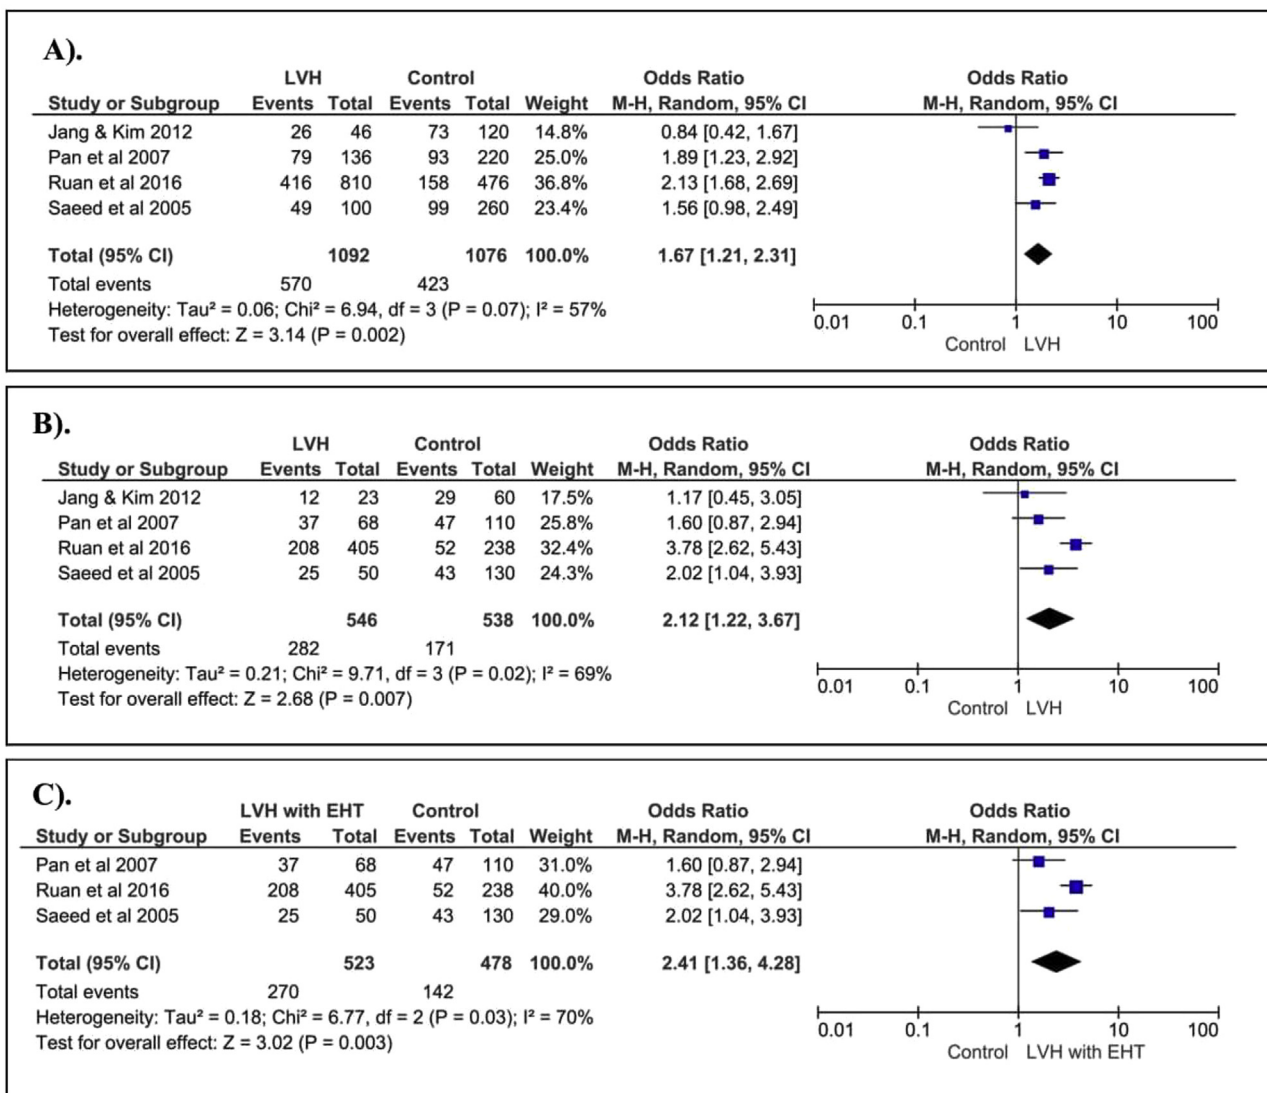 A).
LVH Control Odds Ratio Odds Ratio
Study or Subgroup Events Total Events Total Weight M-H, Random, 95% CI M-H, Random, 95% CI
Jang & Kim 2012 26 46 73 120 14.8% 0.84 [0.42, 1.67]
Pan et al 2007 79 136 93 220 25.0% 1.89 [1.23, 2.92]
Ruan et al 2016 416 810 158 476 36.8% 2.13 [1.68, 2.69]
Saeed et al 2005 49 100 99 260 23.4% 1.56 [0.98, 2.49]
Total (95% CI) 1092 1076 100.0% 1.67 [1.21, 2.31]
Total events 570 423
Heterogeneity: Tau² = 0.06; Chi² = 6.94, df = 3 (P = 0.07); I² = 57%
Test for overall effect: Z = 3.14 (P = 0.002)
0.01 0.1 1 10 100
Control LVH
B).
LVH Control Odds Ratio Odds Ratio
Study or Subgroup Events Total Events Total Weight M-H, Random, 95% CI M-H, Random, 95% CI
Jang & Kim 2012 12 23 29 60 17.5% 1.17 [0.45, 3.05]
Pan et al 2007 37 68 47 110 25.8% 1.60 [0.87, 2.94]
Ruan et al 2016 208 405 52 238 32.4% 3.78 [2.62, 5.43]
Saeed et al 2005 25 50 43 130 24.3% 2.02 [1.04, 3.93]
Total (95% CI) 546 538 100.0% 2.12 [1.22, 3.67]
Total events 282 171
Heterogeneity: Tau² = 0.21; Chi² = 9.71, df = 3 (P = 0.02); I² = 69%
Test for overall effect: Z = 2.68 (P = 0.007)
0.01 0.1 1 10 100
Control LVH
C).
LVH with EHT Control Odds Ratio Odds Ratio
Study or Subgroup Events Total Events Total Weight M-H, Random, 95% CI M-H, Random, 95% CI
Pan et al 2007 37 68 47 110 31.0% 1.60 [0.87, 2.94]
Ruan et al 2016 208 405 52 238 40.0% 3.78 [2.62, 5.43]
Saeed et al 2005 25 50 43 130 29.0% 2.02 [1.04, 3.93]
Total (95% CI) 523 478 100.0% 2.41 [1.36, 4.28]
Total events 270 142
Heterogeneity: Tau² = 0.18; Chi² = 6.77, df = 2 (P = 0.03); I² = 70%
Test for overall effect: Z = 3.02 (P = 0.003)
0.01 0.1 1 10 100
Control LVH with EHT